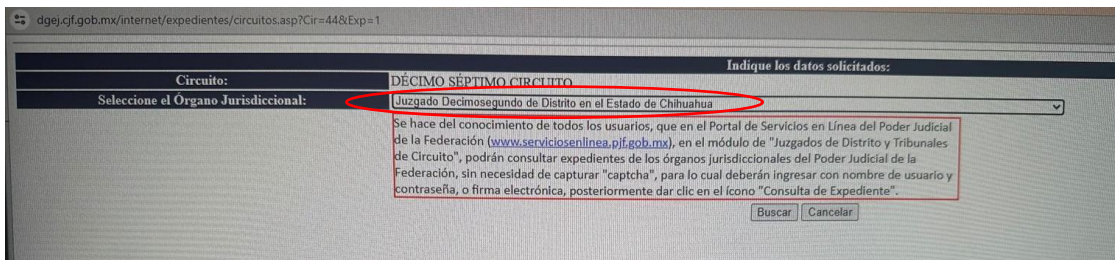 dgej.cjf.gob.mx/internet/expedientes/circuitos.asp?Cir=44&Exp=1
Indique los datos solicitados:
Circuito: DÉCIMO SÉPTIMO CIRCUITO
Seleccione el Órgano Jurisdiccional: Juzgado Decimosegundo de Distrito en el Estado de Chihuahua
Se hace del conocimiento de todos los usuarios, que en el Portal de Servicios en Línea del Poder Judicial
de la Federación (www.serviciosenlinea.pjf.gob.mx), en el módulo de "Juzgados de Distrito y Tribunales
de Circuito", podrán consultar expedientes de los órganos jurisdiccionales del Poder Judicial de la
Federación, sin necesidad de capturar "captcha", para lo cual deberán ingresar con nombre de usuario y
contraseña, o firma electrónica, posteriormente dar clic en el ícono "Consulta de Expediente".
Buscar Cancelar